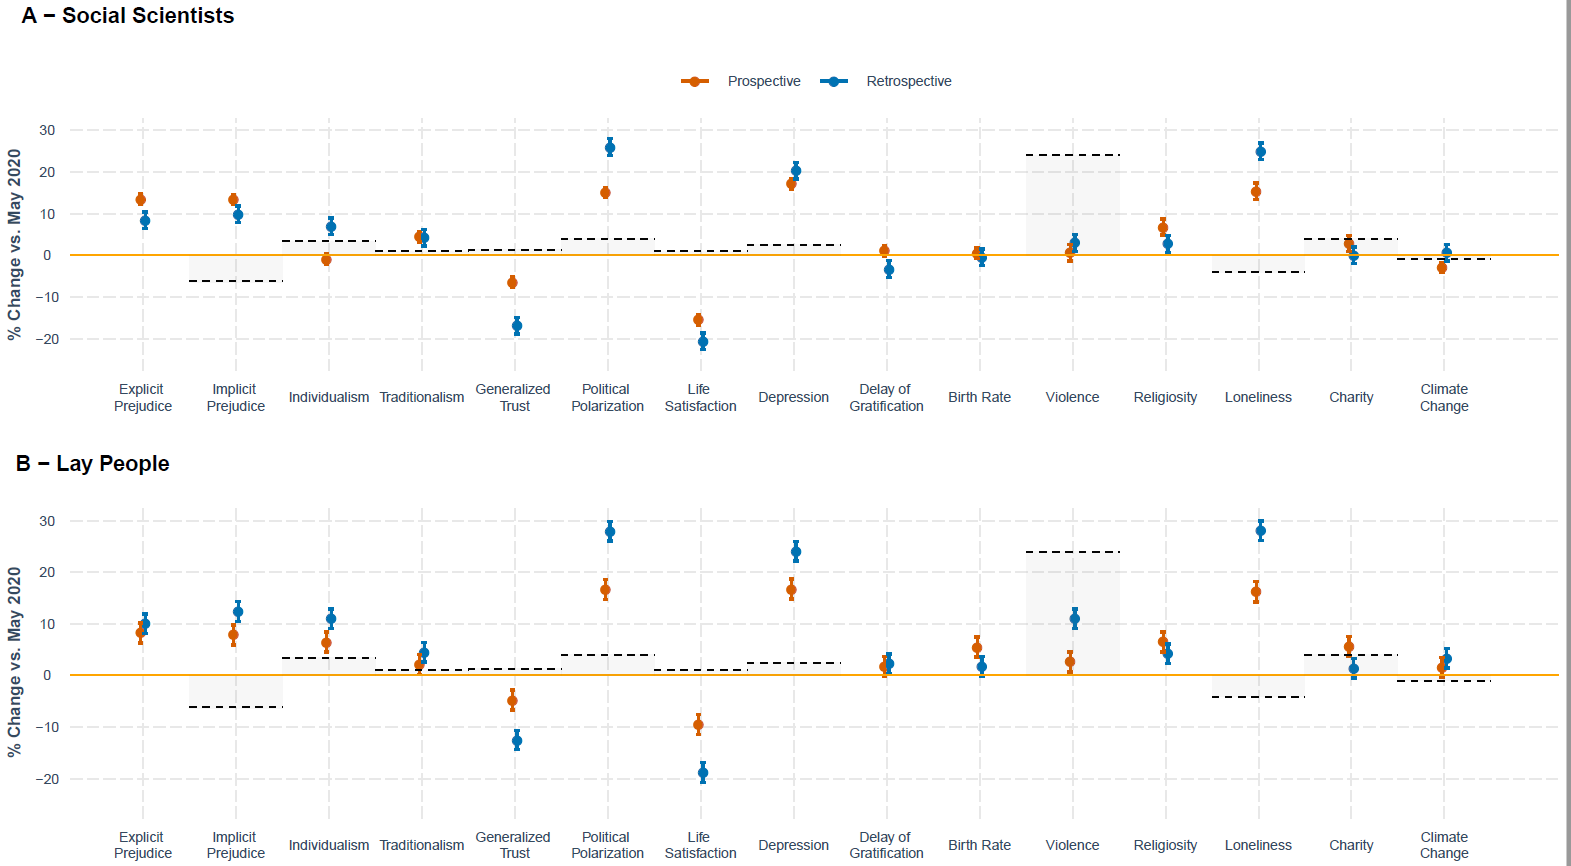 A − Social Scientists
Prospective Retrospective
% Change vs. May 2020
30
20
10
0
−10
−20
Explicit Prejudice
Implicit Prejudice
Individualism
Traditionalism
Generalized Trust
Political Polarization
Life Satisfaction
Depression
Delay of Gratification
Birth Rate
Violence
Religiosity
Loneliness
Charity
Climate Change
B − Lay People
% Change vs. May 2020
30
20
10
0
−10
−20
Explicit Prejudice
Implicit Prejudice
Individualism
Traditionalism
Generalized Trust
Political Polarization
Life Satisfaction
Depression
Delay of Gratification
Birth Rate
Violence
Religiosity
Loneliness
Charity
Climate Change